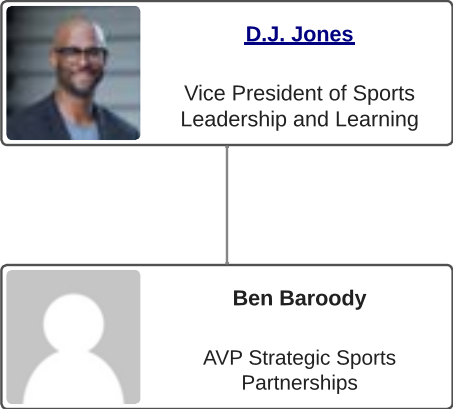 D.J. Jones
Vice President of Sports
Leadership and Learning
Ben Baroody
AVP Strategic Sports
Partnerships